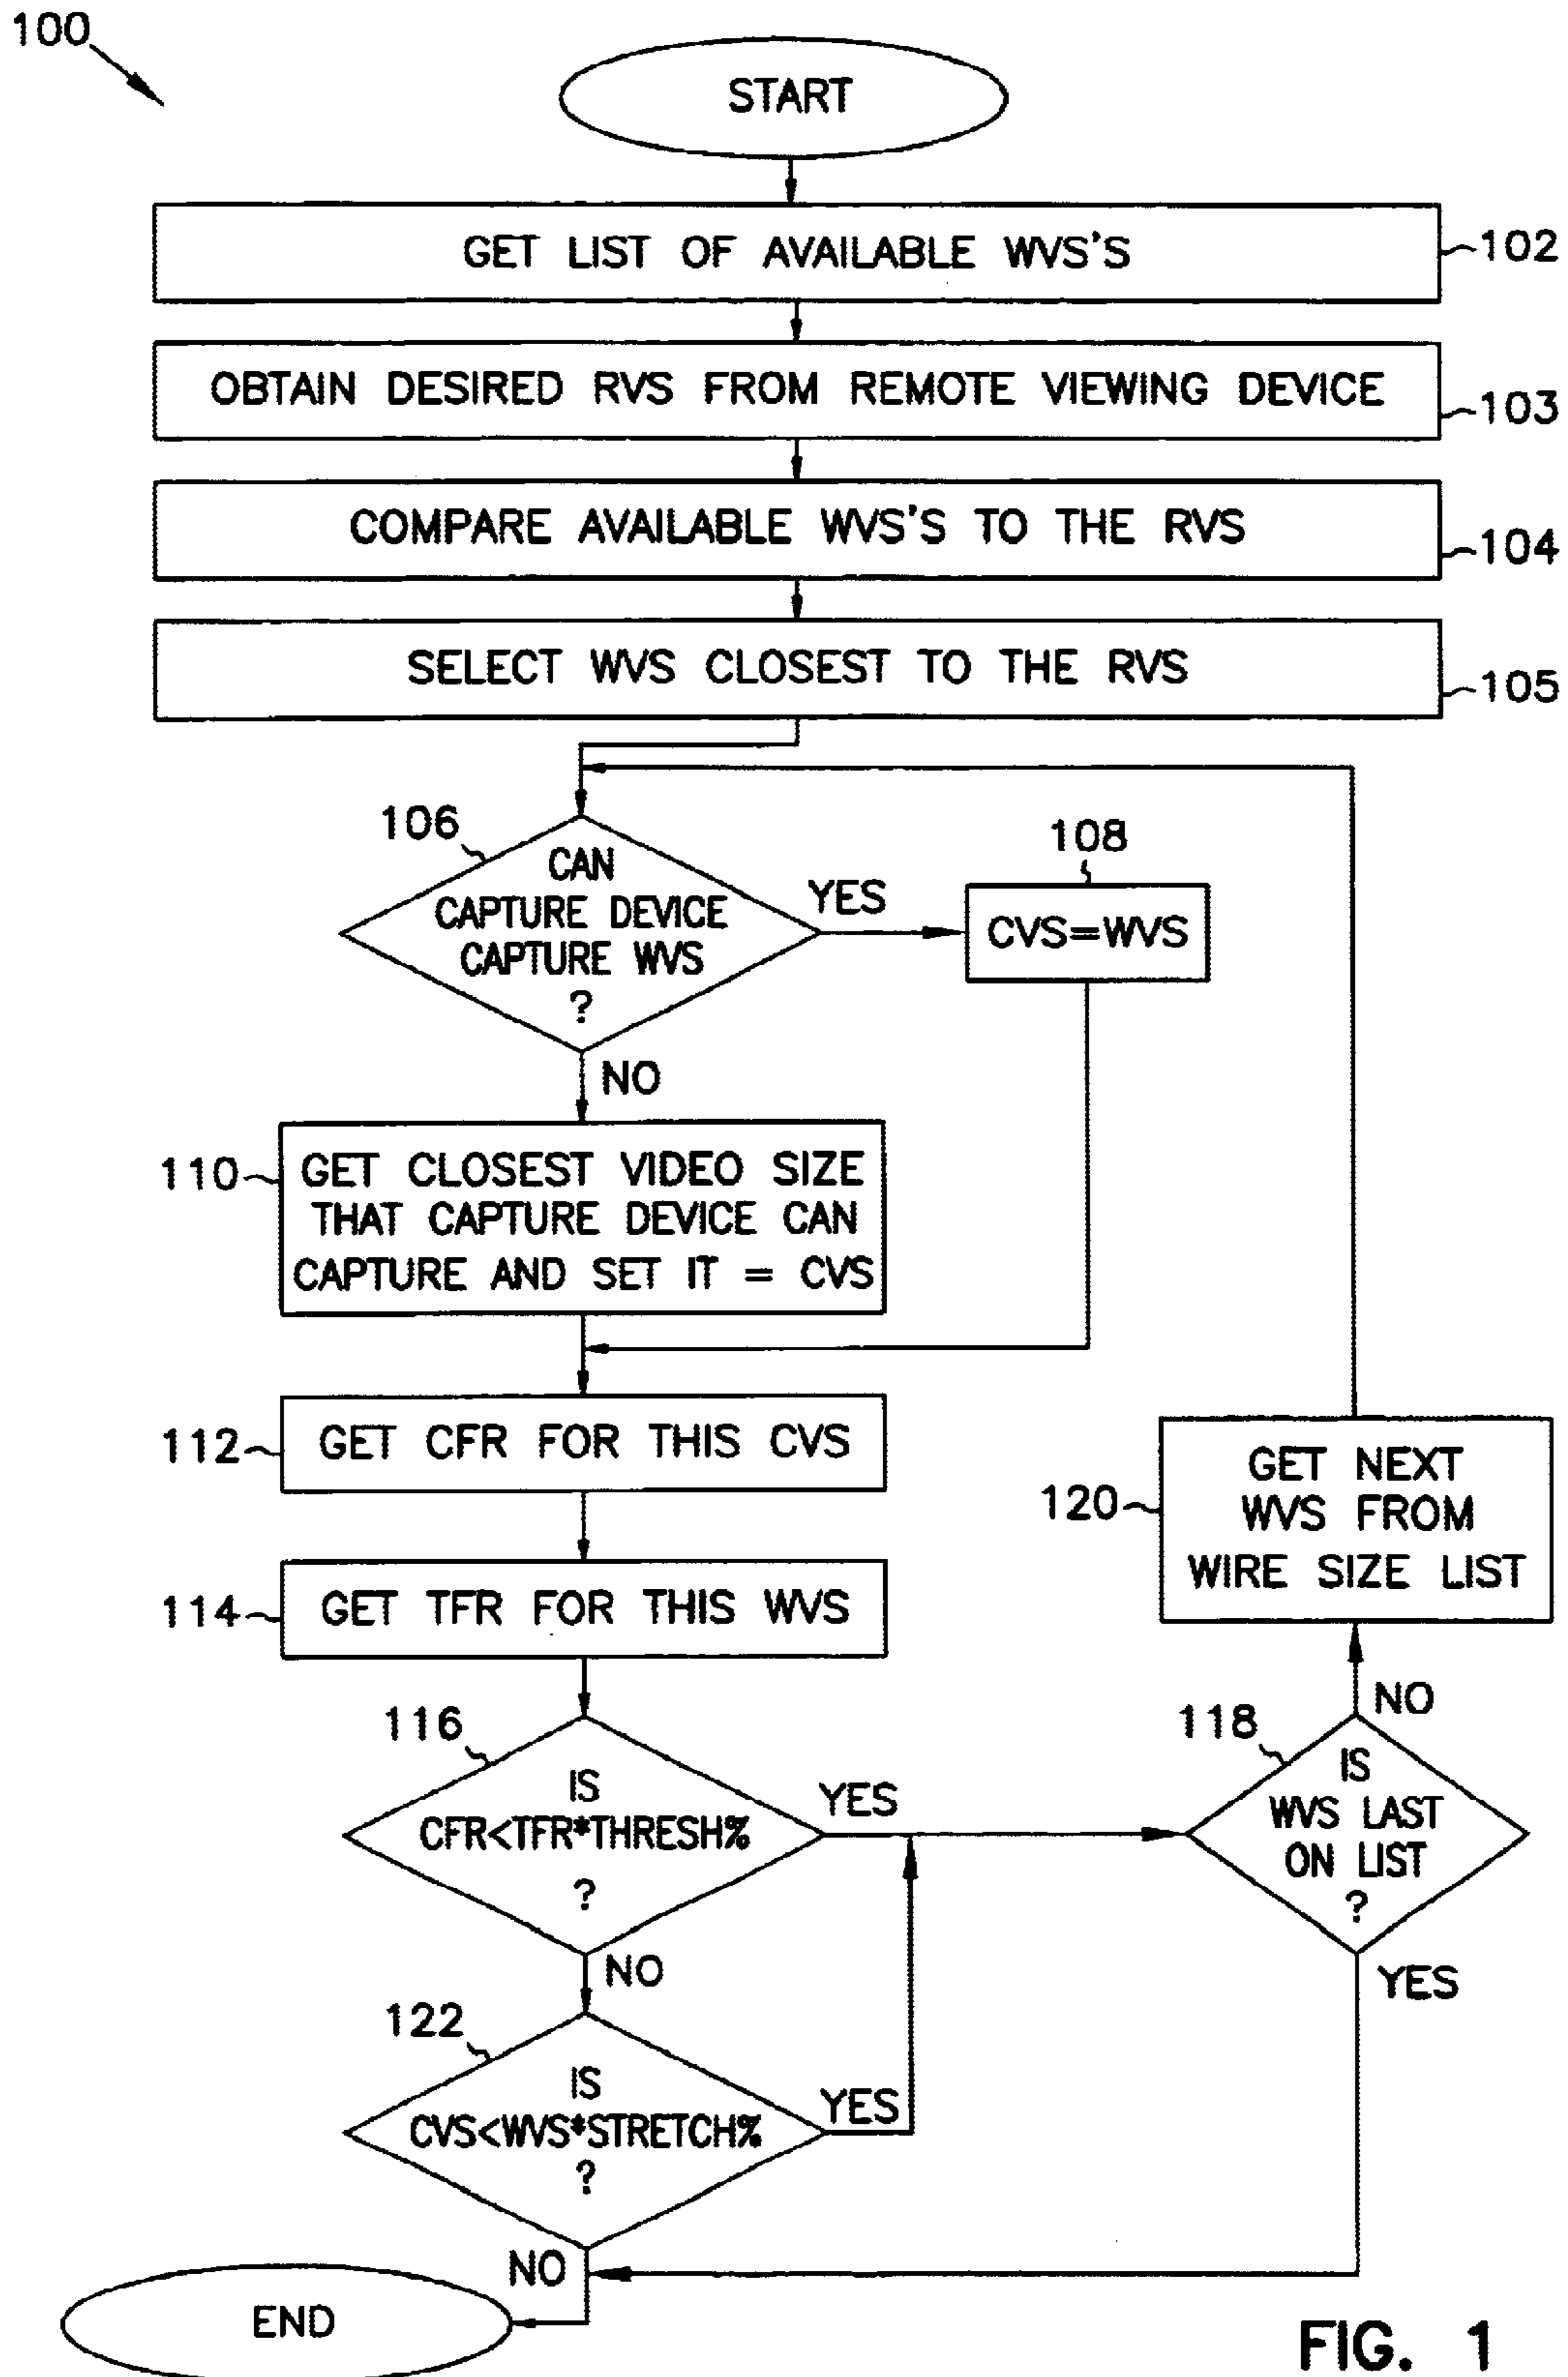 100
START
GET LIST OF AVAILABLE WVS'S
102
OBTAIN DESIRED RVS FROM REMOTE VIEWING DEVICE
103
COMPARE AVAILABLE WVS'S TO THE RVS
104
SELECT WVS CLOSEST TO THE RVS
105
106
CAN
CAPTURE DEVICE
CAPTURE WVS
?
YES
108
CVS=WVS
NO
110
GET CLOSEST VIDEO SIZE
THAT CAPTURE DEVICE CAN
CAPTURE AND SET IT = CVS
112
GET CFR FOR THIS CVS
114
GET TFR FOR THIS WVS
120
GET NEXT
WVS FROM
WIRE SIZE LIST
116
IS
CFR<TFR*THRESH%
?
YES
NO
118
IS
WVS LAST
ON LIST
?
NO
YES
122
IS
CVS<WVS*STRETCH%
?
YES
NO
END
FIG. 1